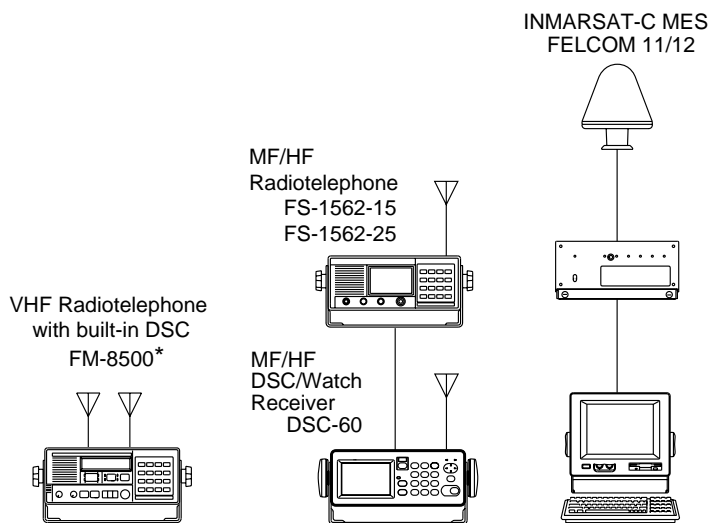 INMARSAT-C MES
FELCOM 11/12
MF/HF
Radiotelephone
FS-1562-15
FS-1562-25
VHF Radiotelephone
with built-in DSC
FM-8500*
MF/HF
DSC/Watch
Receiver
DSC-60